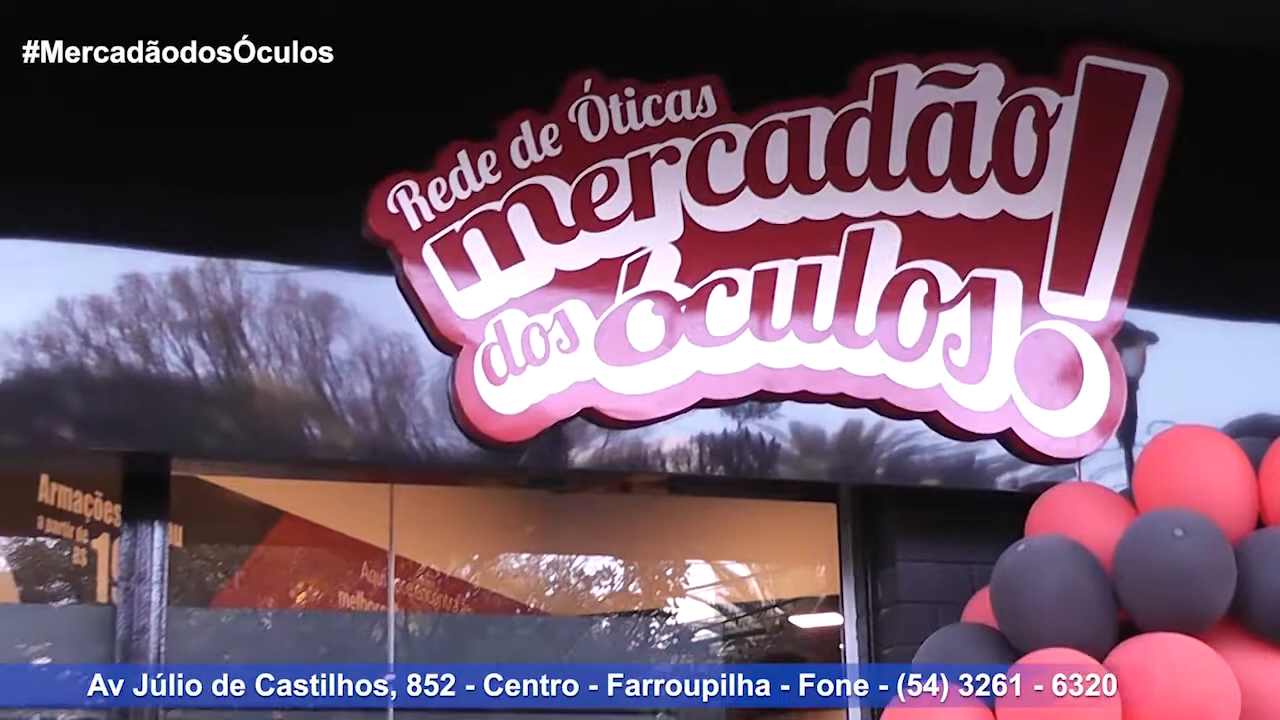 #MercadãodosÓculos
Rede de Óticas
mercadão!
dos óculos
Armações
a partir de
Av Júlio de Castilhos, 852 - Centro - Farroupilha - Fone - (54) 3261 - 6320